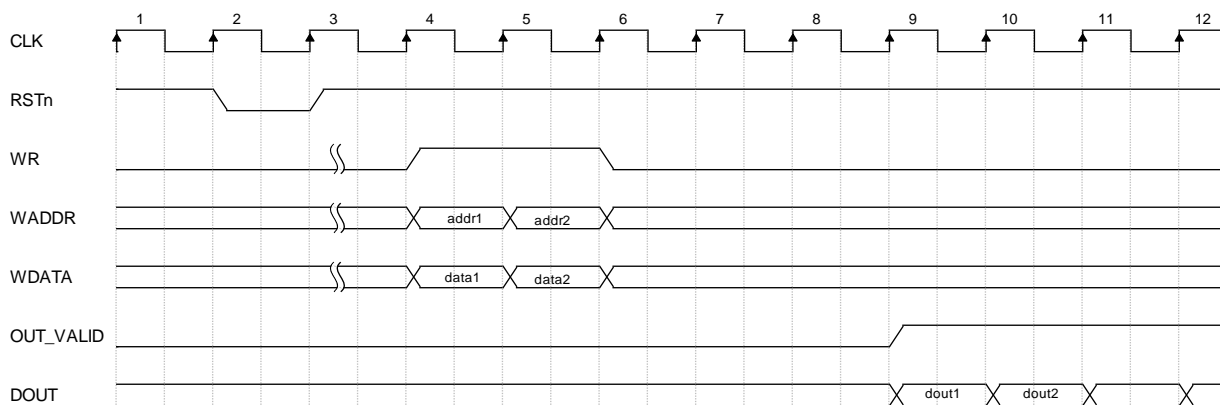 1 2 3 4 5 6 7 8 9 10 11 12
CLK
RSTn
WR
WADDR addr1 addr2
WDATA data1 data2
OUT_VALID
DOUT dout1 dout2